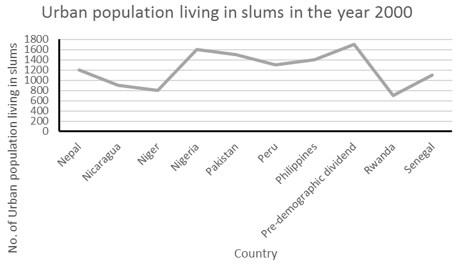 Urban population living in slums in the year 2000
No. of Urban population living in slums
1800
1600
1400
1200
1000
800
600
400
200
0
Nepal
Nicaragua
Niger
Nigeria
Pakistan
Peru
Philippines
Pre-demographic dividend
Rwanda
Senegal
Country